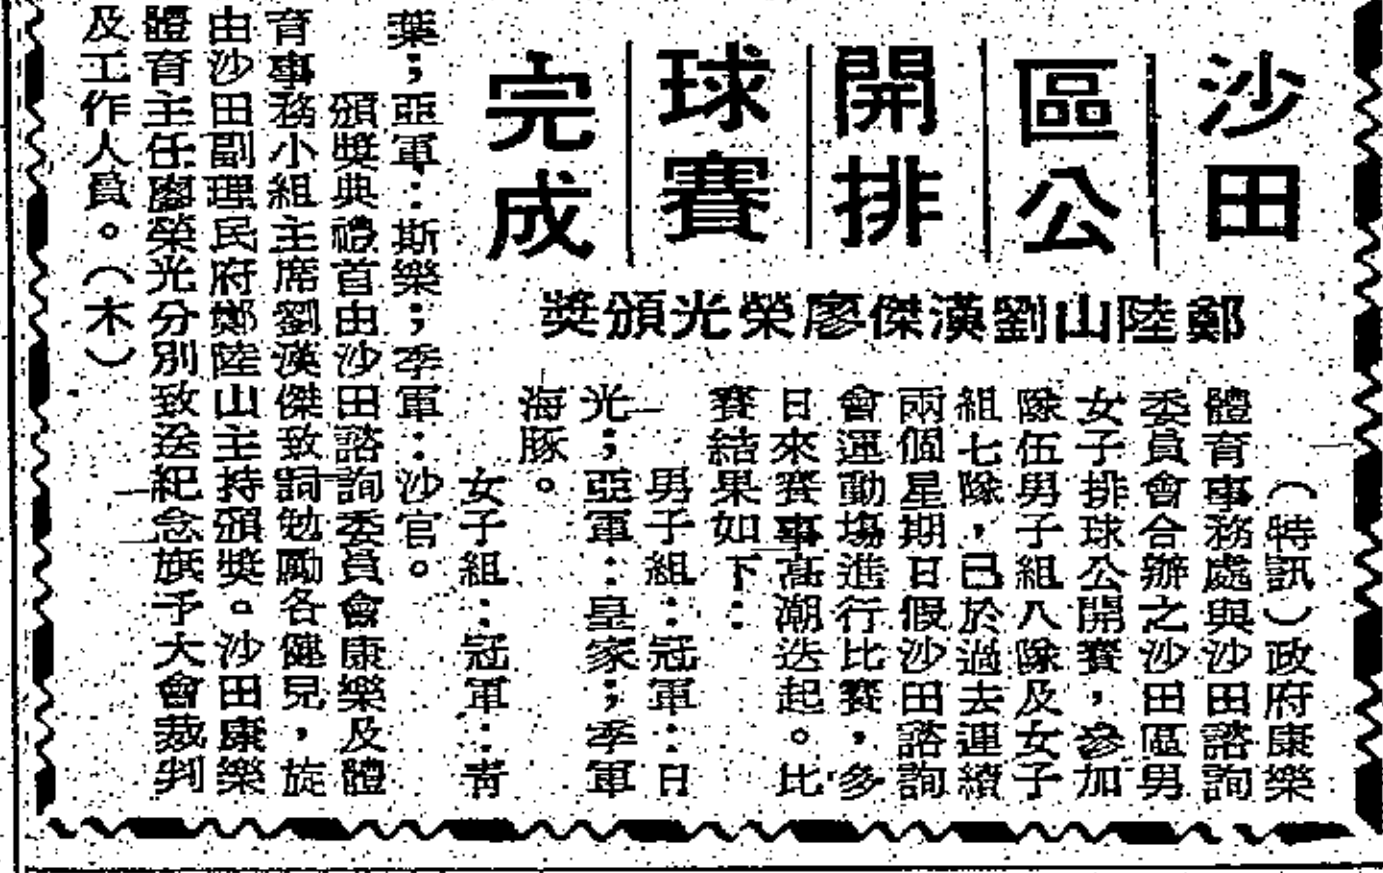 沙田
區公
開排
球賽
完成
鄭陸山劉漢傑廖榮光頒獎
（特訊）政府康樂
體育事務處與沙田諮詢
委員會合辦之沙田區男
女子排球公開賽，參加
隊伍男子組八隊及女子
組七隊，已於過去連續
兩個星期日假沙田諮詢
會運動場進行比賽，多
日來賽事高潮迭起。比
賽結果如下：
男子組：冠軍：日
光；亞軍：皇家；季軍
海豚。
女子組：冠軍：青
葉；亞軍：斯樂；季軍：沙官。
頒獎典禮首由沙田諮詢委員會康樂及體
育事務小組主席劉漢傑致詞勉勵各健兒，旋
由沙田副理民府鄭陸山主持頒獎。沙田康樂
體育主任廖榮光分別致送紀念旗予大會裁判
及工作人員。（木）